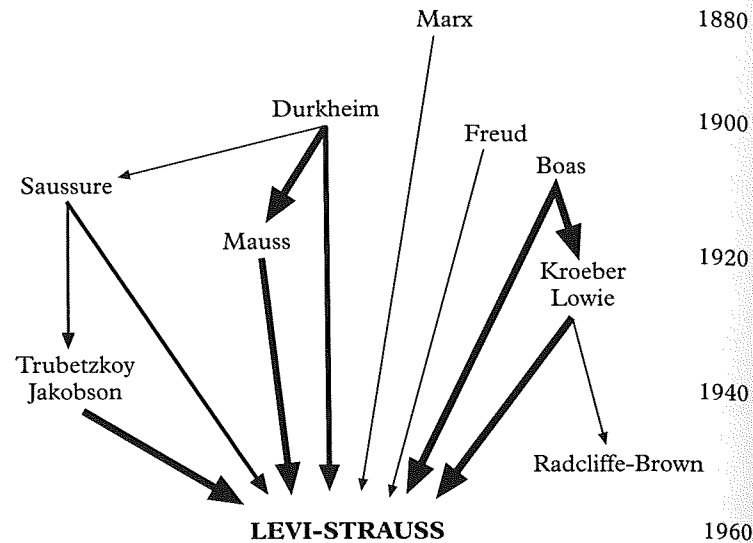 Marx
1880
Durkheim
1900
Freud
Boas
Saussure
Mauss
1920
Kroeber
Lowie
Trubetzkoy
Jakobson
1940
Radcliffe-Brown
LEVI-STRAUSS
1960